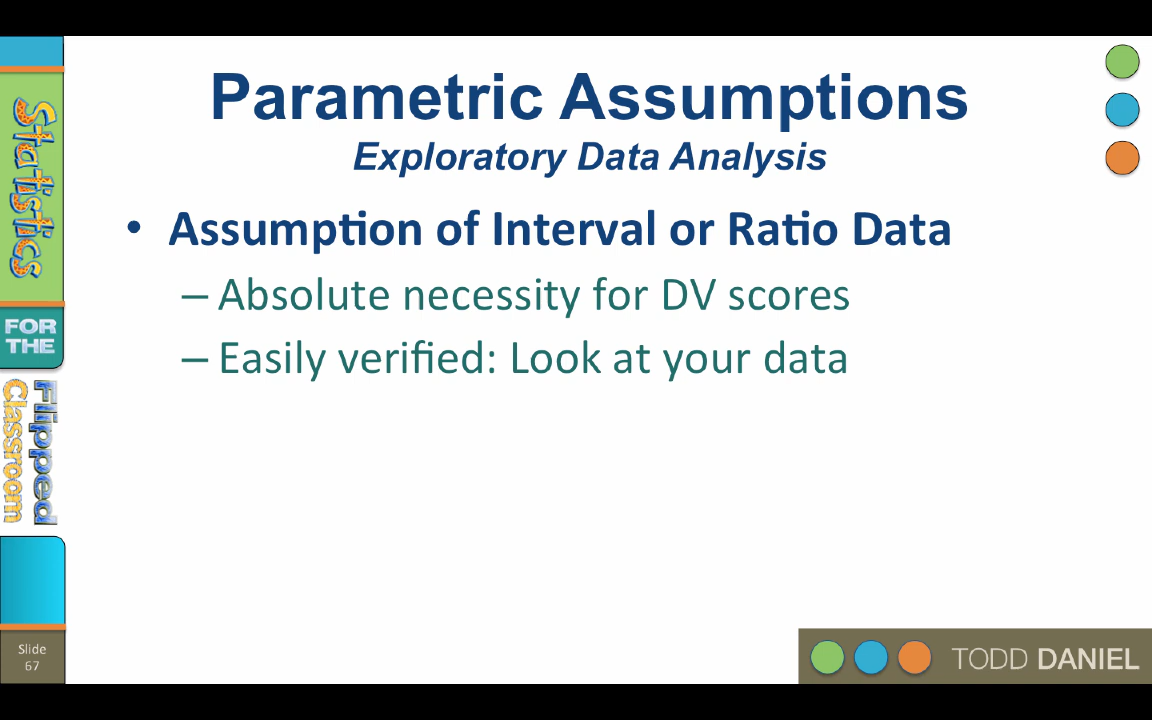 Parametric Assumptions
Exploratory Data Analysis
• Assumption of Interval or Ratio Data
– Absolute necessity for DV scores
– Easily verified: Look at your data
Statistics
FOR
THE
Flipped
Classroom
Slide
67
TODD DANIEL